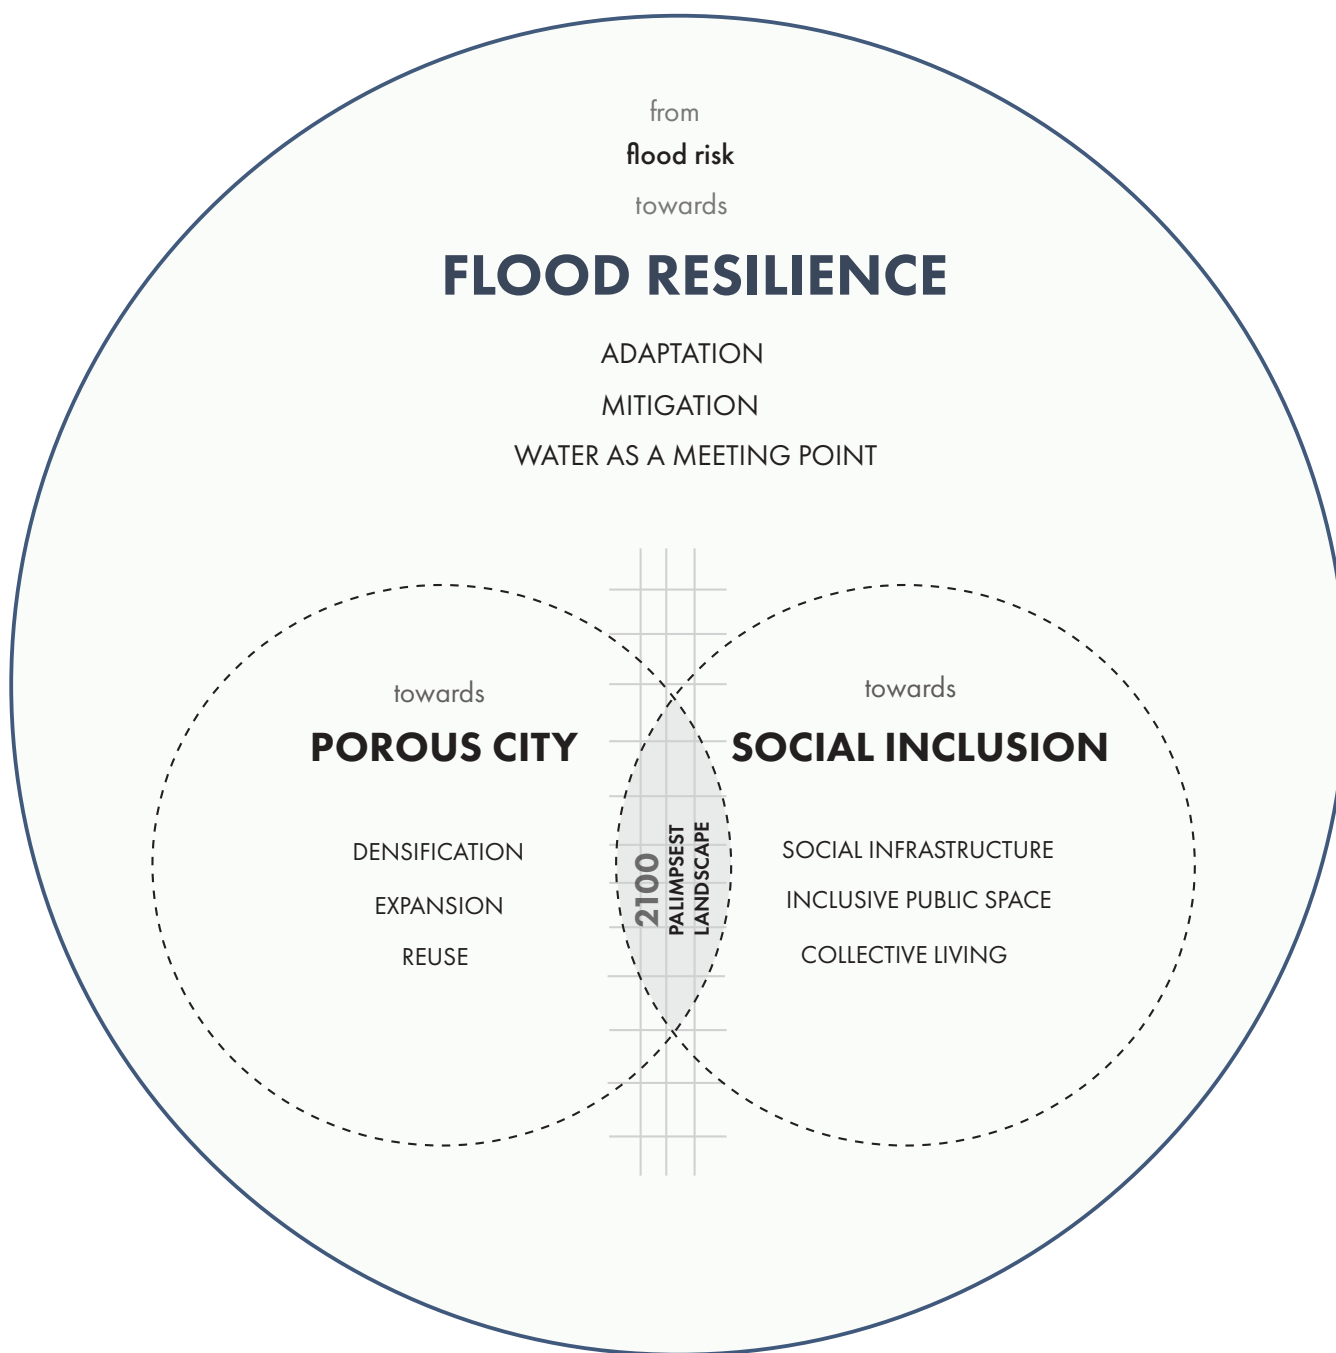 from
flood risk
towards
FLOOD RESILIENCE
ADAPTATION
MITIGATION
WATER AS A MEETING POINT
towards
POROUS CITY
DENSIFICATION
EXPANSION
REUSE
2100
PALIMPSEST
LANDSCAPE
towards
SOCIAL INCLUSION
SOCIAL INFRASTRUCTURE
INCLUSIVE PUBLIC SPACE
COLLECTIVE LIVING